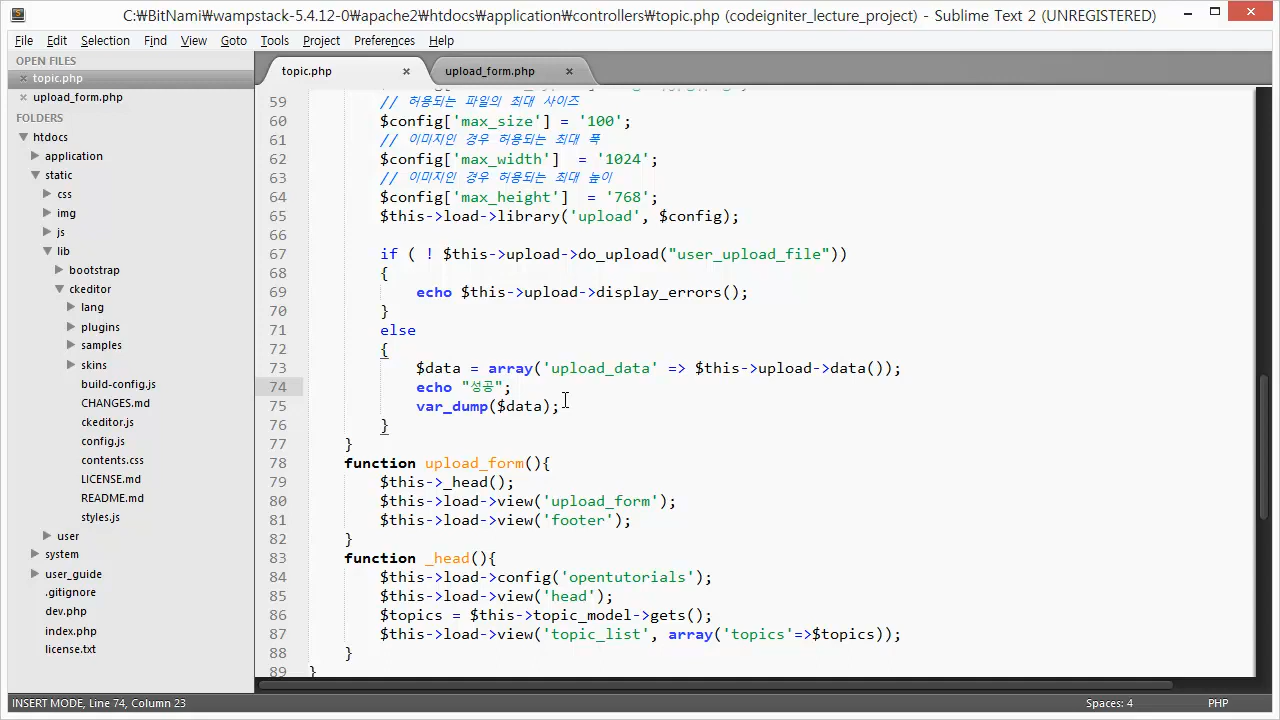 C:₩BitNami₩wampstack-5.4.12-0₩apache2₩htdocs₩application₩controllers₩topic.php (codeigniter_lecture_project) - Sublime Text 2 (UNREGISTERED)
File Edit Selection Find View Goto Tools Project Preferences Help
OPEN FILES
topic.php
upload_form.php
FOLDERS
htdocs
application
static
css
img
js
lib
bootstrap
ckeditor
lang
plugins
samples
skins
build-config.js
CHANGES.md
ckeditor.js
config.js
contents.css
LICENSE.md
README.md
styles.js
user
system
user_guide
.gitignore
dev.php
index.php
license.txt
topic.php upload_form.php
59 // 허용되는 파일의 최대 사이즈
60 $config['max_size'] = '100';
61 // 이미지인 경우 허용되는 최대 폭
62 $config['max_width']  = '1024';
63 // 이미지인 경우 허용되는 최대 높이
64 $config['max_height']  = '768';
65 $this->load->library('upload', $config);
66
67 if ( ! $this->upload->do_upload("user_upload_file"))
68 {
69 echo $this->upload->display_errors();
70 }
71 else
72 {
73 $data = array('upload_data' => $this->upload->data());
74 echo "성공";
75 var_dump($data);
76 }
77 }
78 function upload_form(){
79 $this->_head();
80 $this->load->view('upload_form');
81 $this->load->view('footer');
82 }
83 function _head(){
84 $this->load->config('opentutorials');
85 $this->load->view('head');
86 $topics = $this->topic_model->gets();
87 $this->load->view('topic_list', array('topics'=>$topics));
88 }
89 }
INSERT MODE, Line 74, Column 23 Spaces: 4 PHP